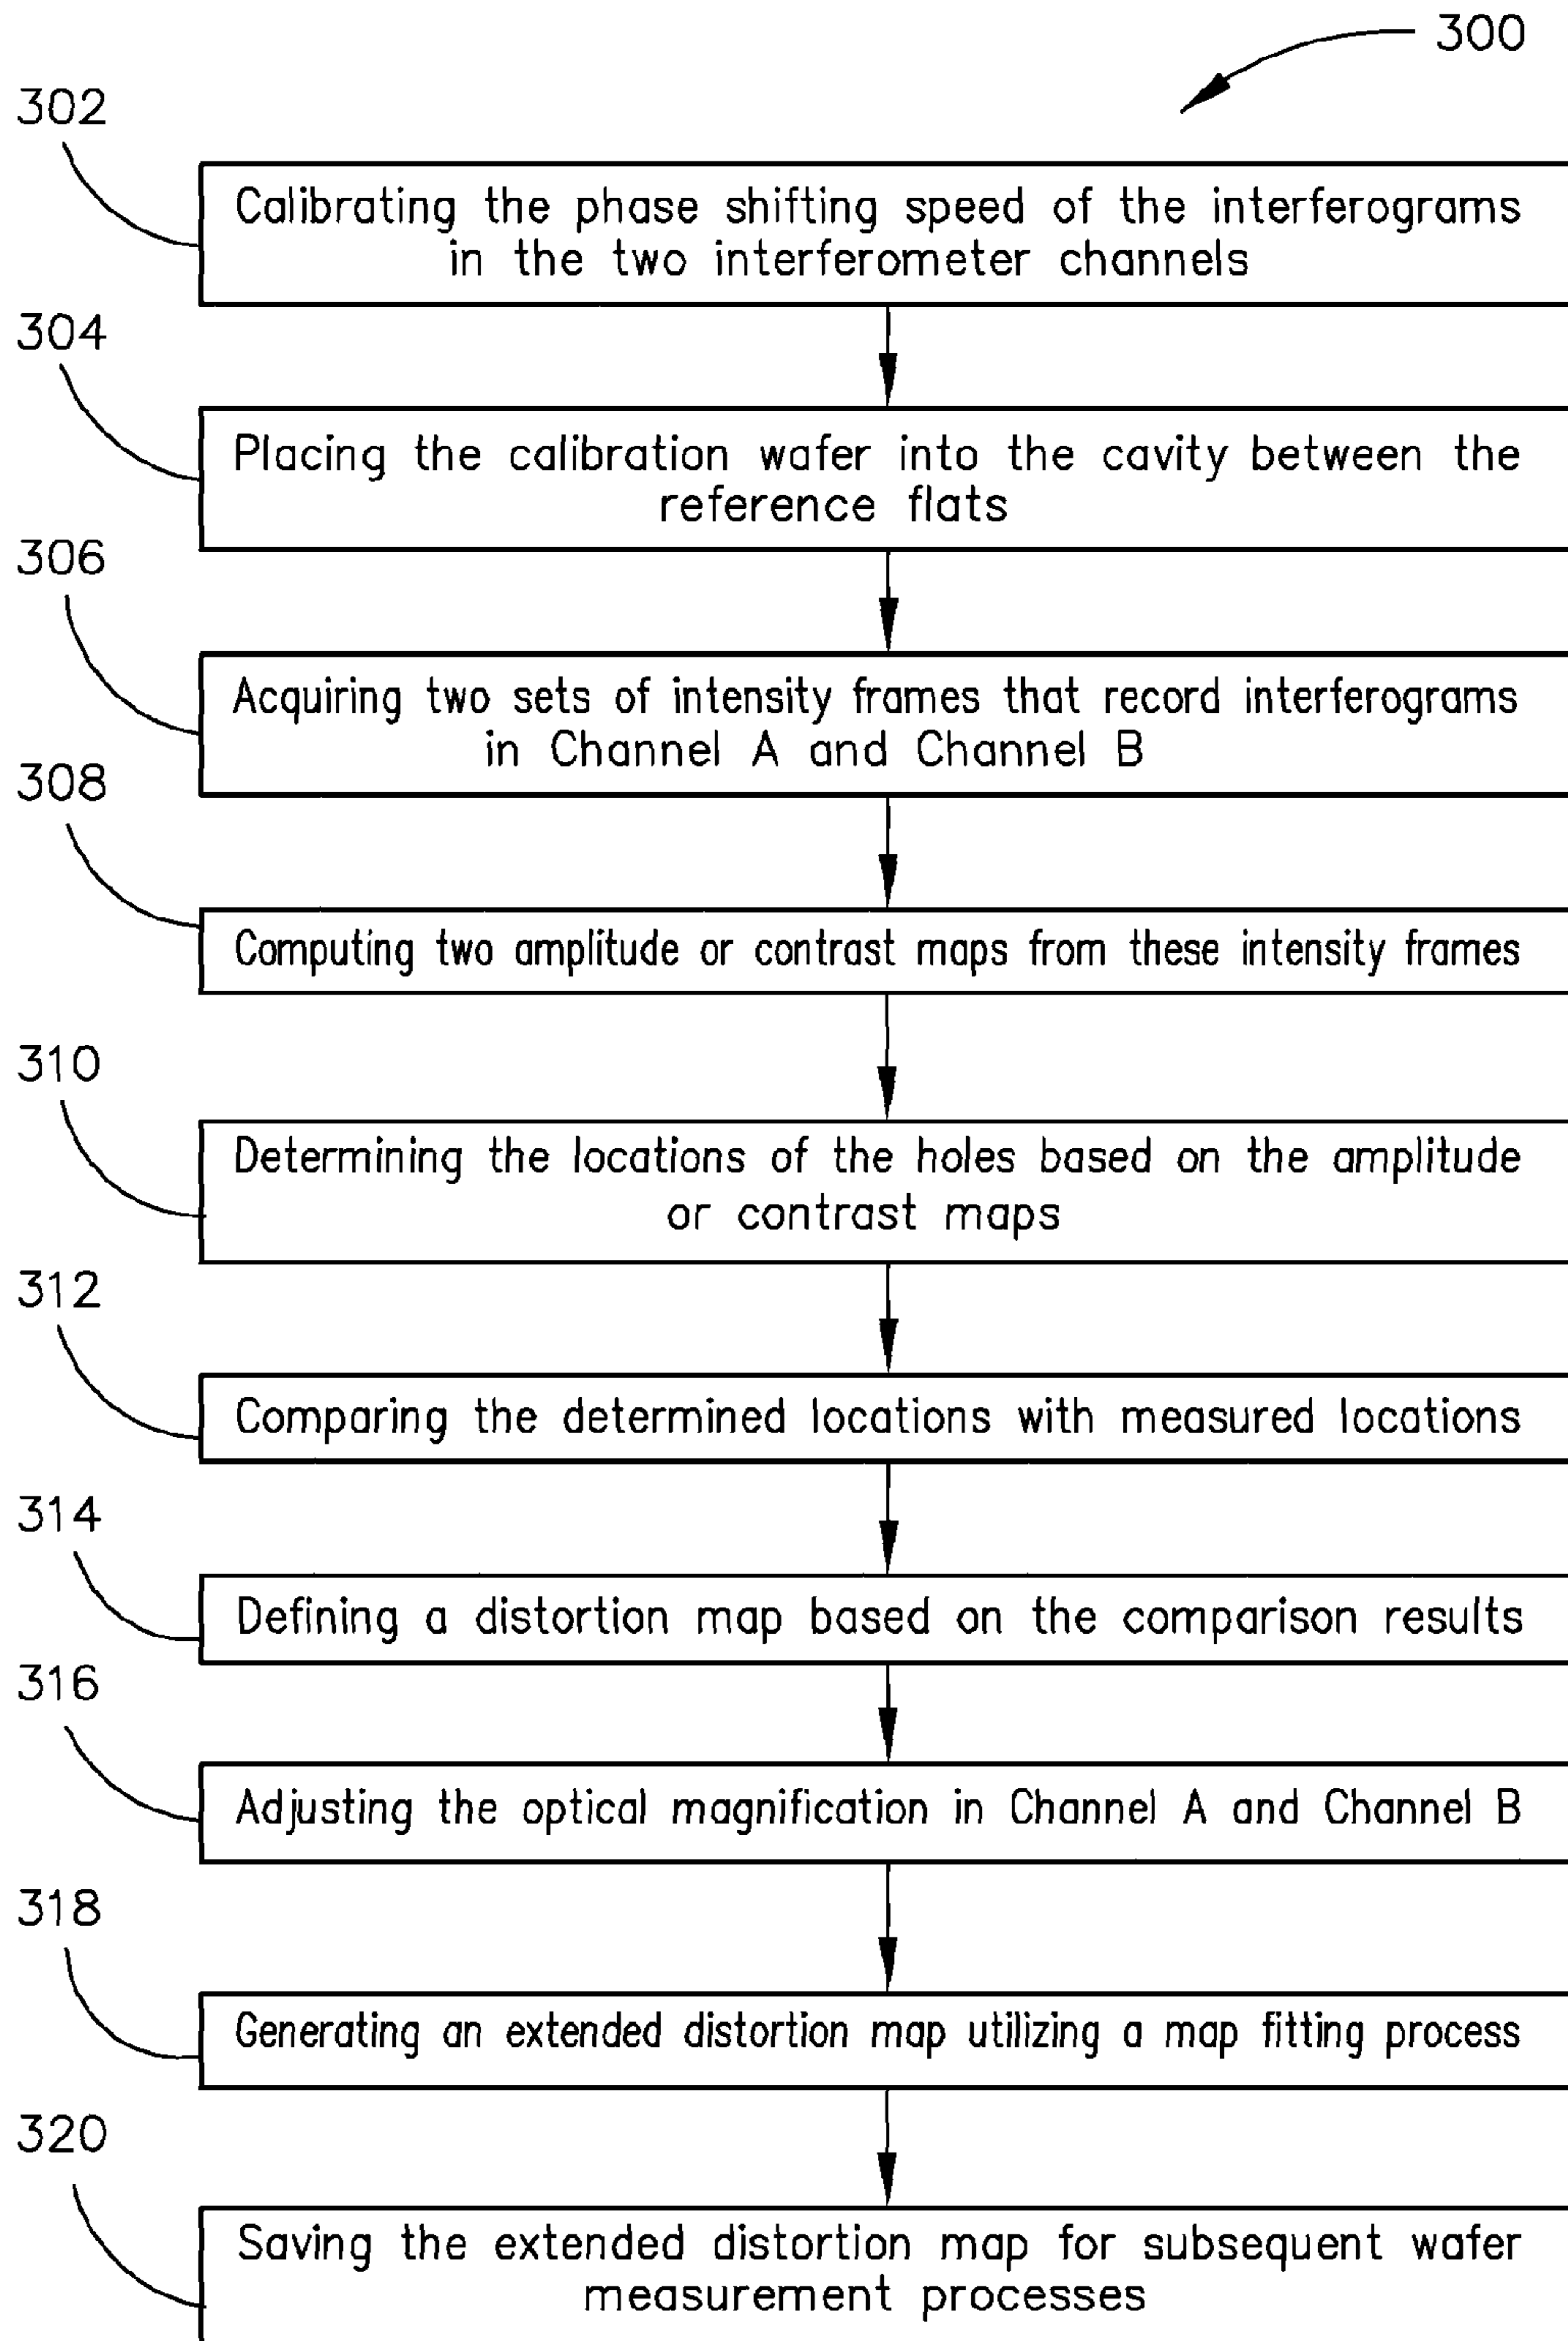 300
302
Calibrating the phase shifting speed of the interferograms
in the two interferometer channels
304
Placing the calibration wafer into the cavity between the
reference flats
306
Acquiring two sets of intensity frames that record interferograms
in Channel A and Channel B
308
Computing two amplitude or contrast maps from these intensity frames
310
Determining the locations of the holes based on the amplitude
or contrast maps
312
Comparing the determined locations with measured locations
314
Defining a distortion map based on the comparison results
316
Adjusting the optical magnification in Channel A and Channel B
318
Generating an extended distortion map utilizing a map fitting process
320
Saving the extended distortion map for subsequent wafer
measurement processes